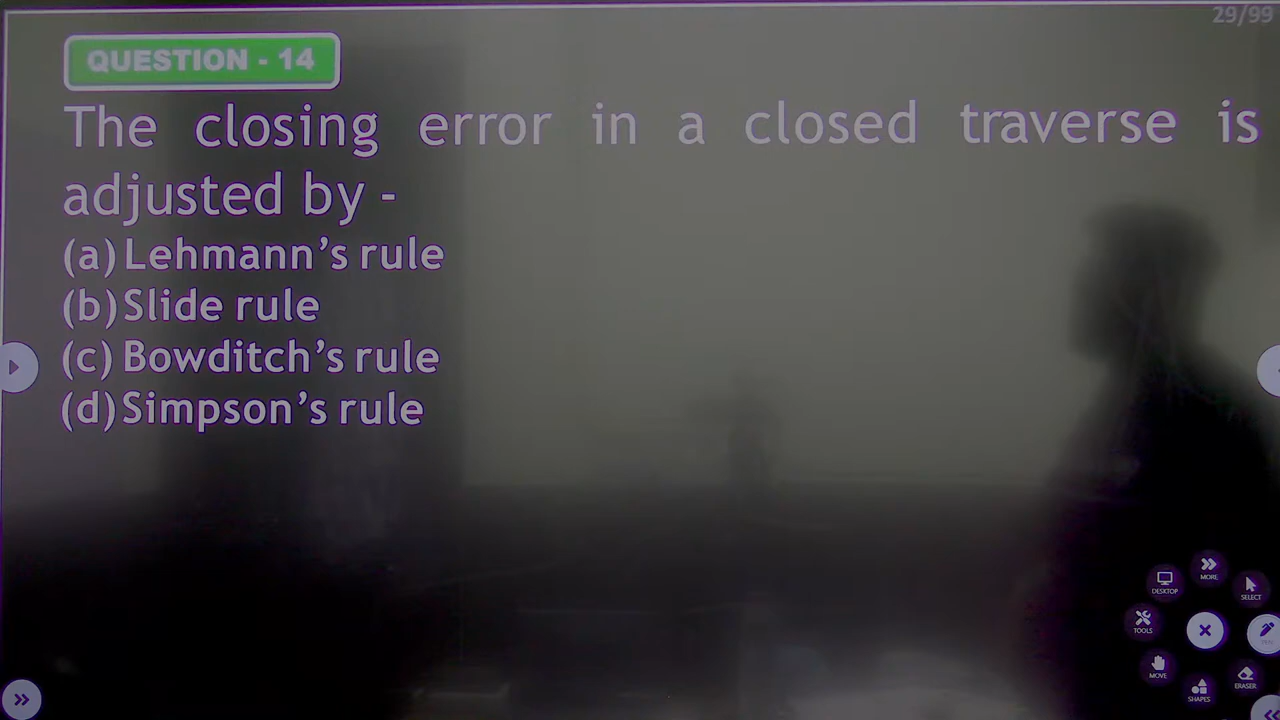 29/99
QUESTION - 14
The closing error in a closed traverse is
adjusted by -
(a) Lehmann's rule
(b) Slide rule
(c) Bowditch's rule
(d) Simpson's rule
MORE
DESKTOP
SELECT
TOOLS
MOVE
ERASER
SHAPES